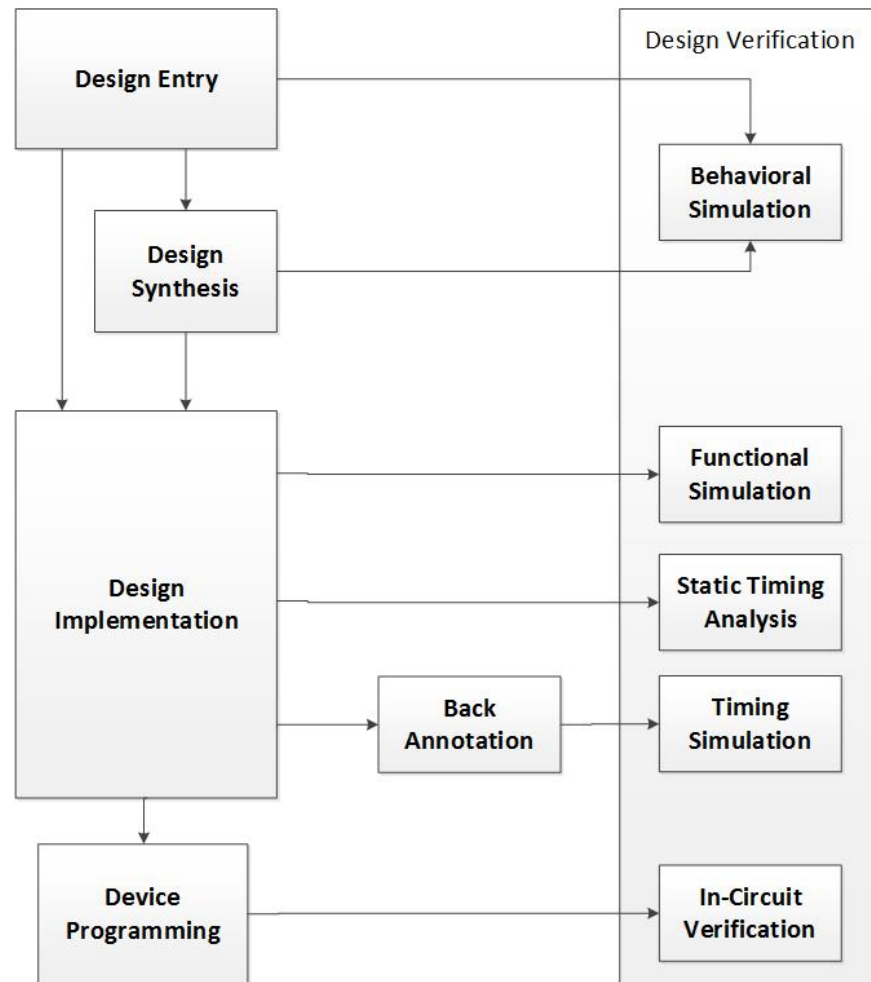 Design Verification
Design Entry
Behavioral
Simulation
Design
Synthesis
Functional
Simulation
Design
Implementation
Static Timing
Analysis
Back
Annotation
Timing
Simulation
Device
Programming
In-Circuit
Verification